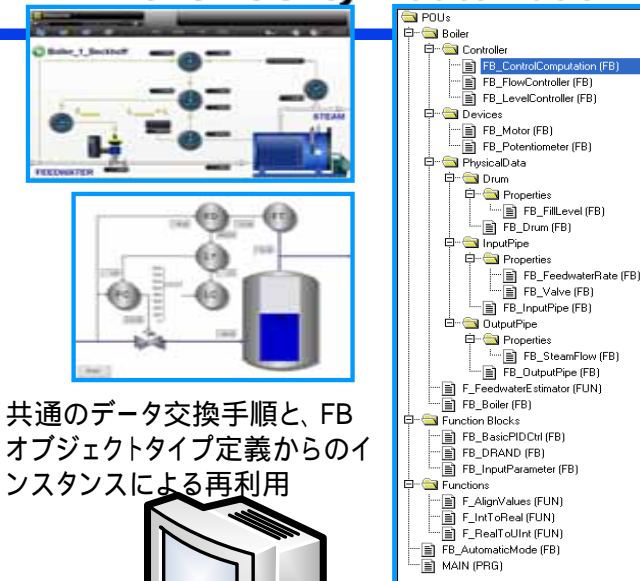 Boiler_1_Beckhoff
STEAM
FEEDWATER
FD
FT
LY
FC
LC
共通のデータ交換手順と、FB
オブジェクトタイプ定義からのイ
ンスタンスによる再利用
POUs
Boiler
Controller
FB_ControlComputation (FB)
FB_FlowController (FB)
FB_LevelController (FB)
Devices
FB_Motor (FB)
FB_Potentiometer (FB)
PhysicalData
Drum
Properties
FB_FillLevel (FB)
FB_Drum (FB)
InputPipe
Properties
FB_FeedwaterRate (FB)
FB_Valve (FB)
FB_InputPipe (FB)
OutputPipe
Properties
FB_SteamFlow (FB)
FB_OutputPipe (FB)
F_FeedwaterEstimator (FUN)
FB_Boiler (FB)
Function Blocks
FB_BasicPIDCtrl (FB)
FB_DRAND (FB)
FB_InputParameter (FB)
Functions
F_AlignValues (FUN)
F_IntToReal (FUN)
F_RealToUInt (FUN)
FB_AutomaticMode (FB)
MAIN (PRG)